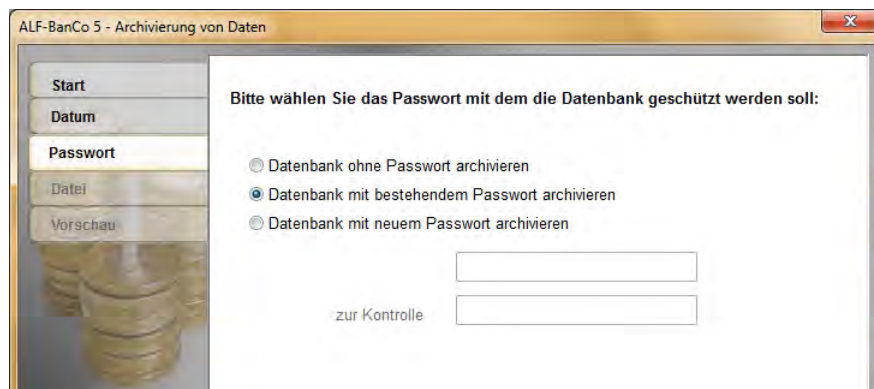 ALF-BanCo 5 - Archivierung von Daten
Start
Datum
Passwort
Datei
Vorschau
Bitte wählen Sie das Passwort mit dem die Datenbank geschützt werden soll:
Datenbank ohne Passwort archivieren
Datenbank mit bestehendem Passwort archivieren
Datenbank mit neuem Passwort archivieren
zur Kontrolle